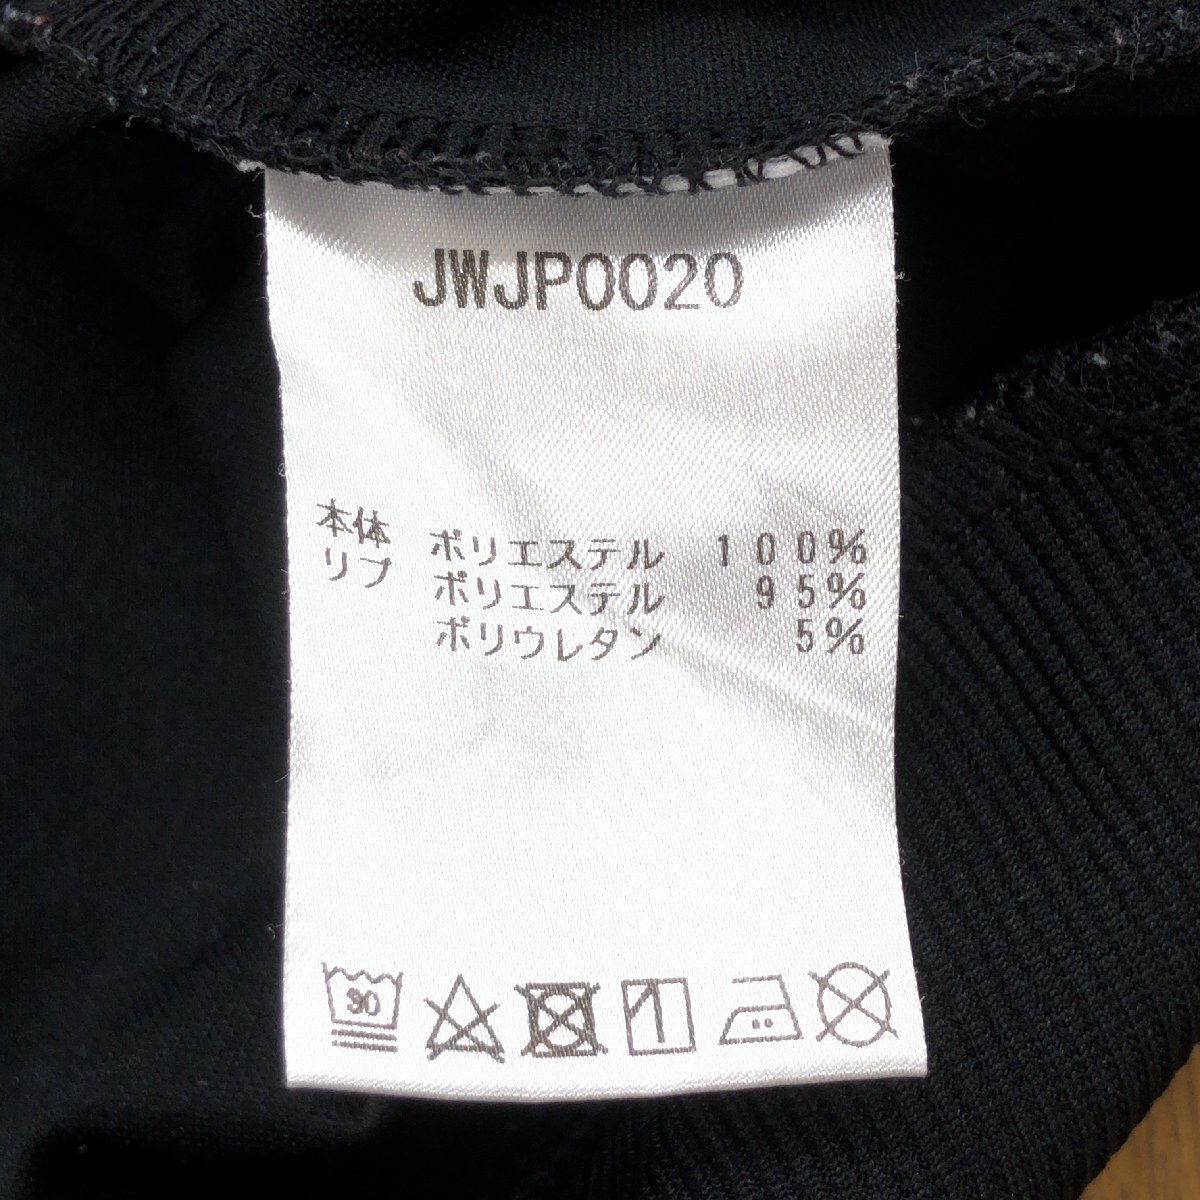 JWJP0020
本体 ポリエステル 100%
リブ ポリエステル 95%
ポリウレタン 5%
30